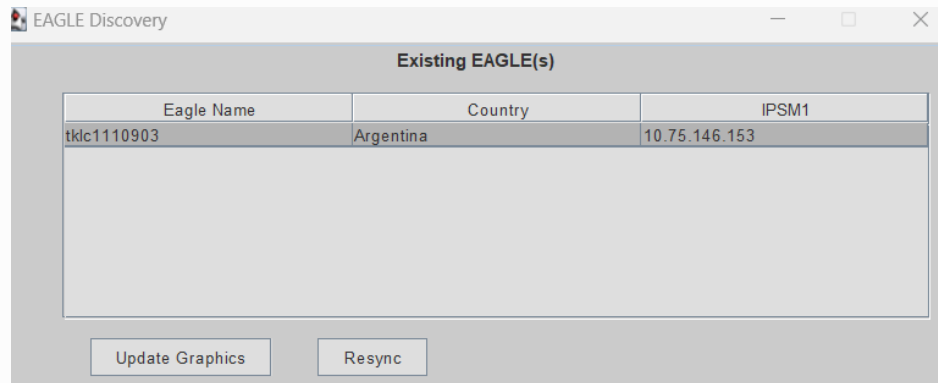 EAGLE Discovery
Existing EAGLE(s)
Eagle Name Country IPSM1
tklc1110903 Argentina 10.75.146.153
Update Graphics Resync